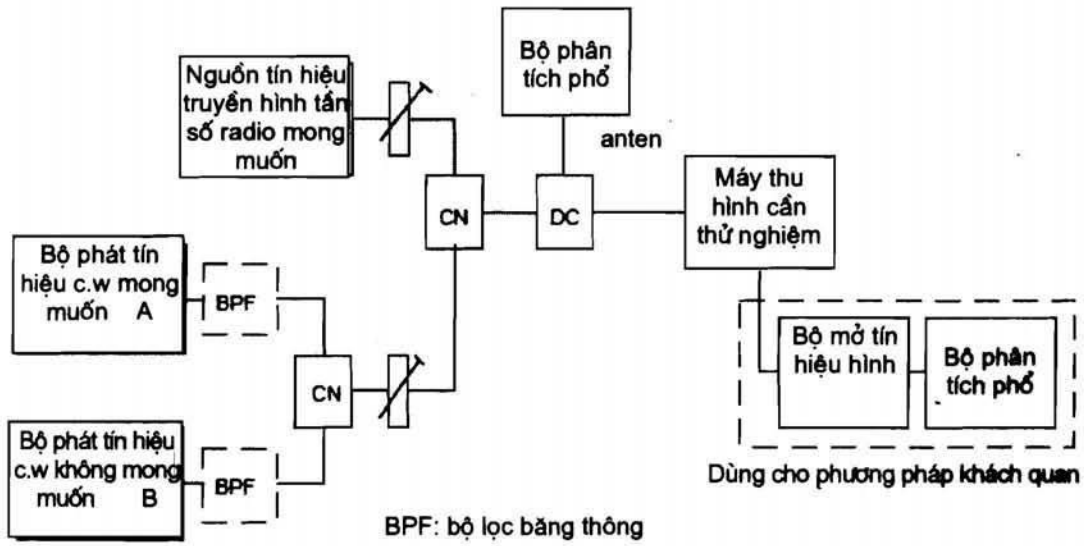 Bộ phân
tích phổ
Nguồn tín hiệu
truyền hình tần
số radio mong
muốn
anten
CN
DC
Máy thu
hình cần
thử nghiệm
Bộ phát tín
hiệu c.w mong
muốn A
BPF
CN
Bộ mở tín
hiệu hình
Bộ phân
tích phổ
Bộ phát tín hiệu
c.w không mong
muốn B
BPF
Dùng cho phương pháp khách quan
BPF: bộ lọc băng thông